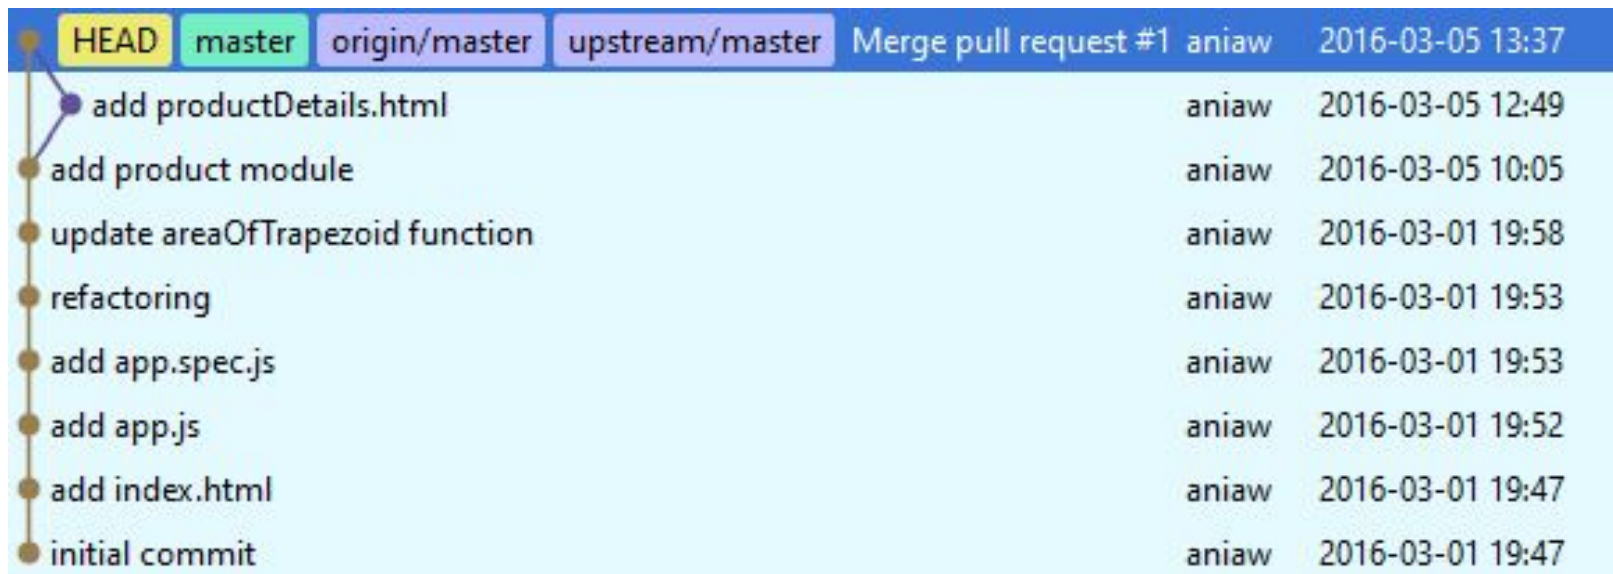 HEAD master origin/master upstream/master Merge pull request #1 aniaw 2016-03-05 13:37
add productDetails.html aniaw 2016-03-05 12:49
add product module aniaw 2016-03-05 10:05
update areaOfTrapezoid function aniaw 2016-03-01 19:58
refactoring aniaw 2016-03-01 19:53
add app.spec.js aniaw 2016-03-01 19:53
add app.js aniaw 2016-03-01 19:52
add index.html aniaw 2016-03-01 19:47
initial commit aniaw 2016-03-01 19:47